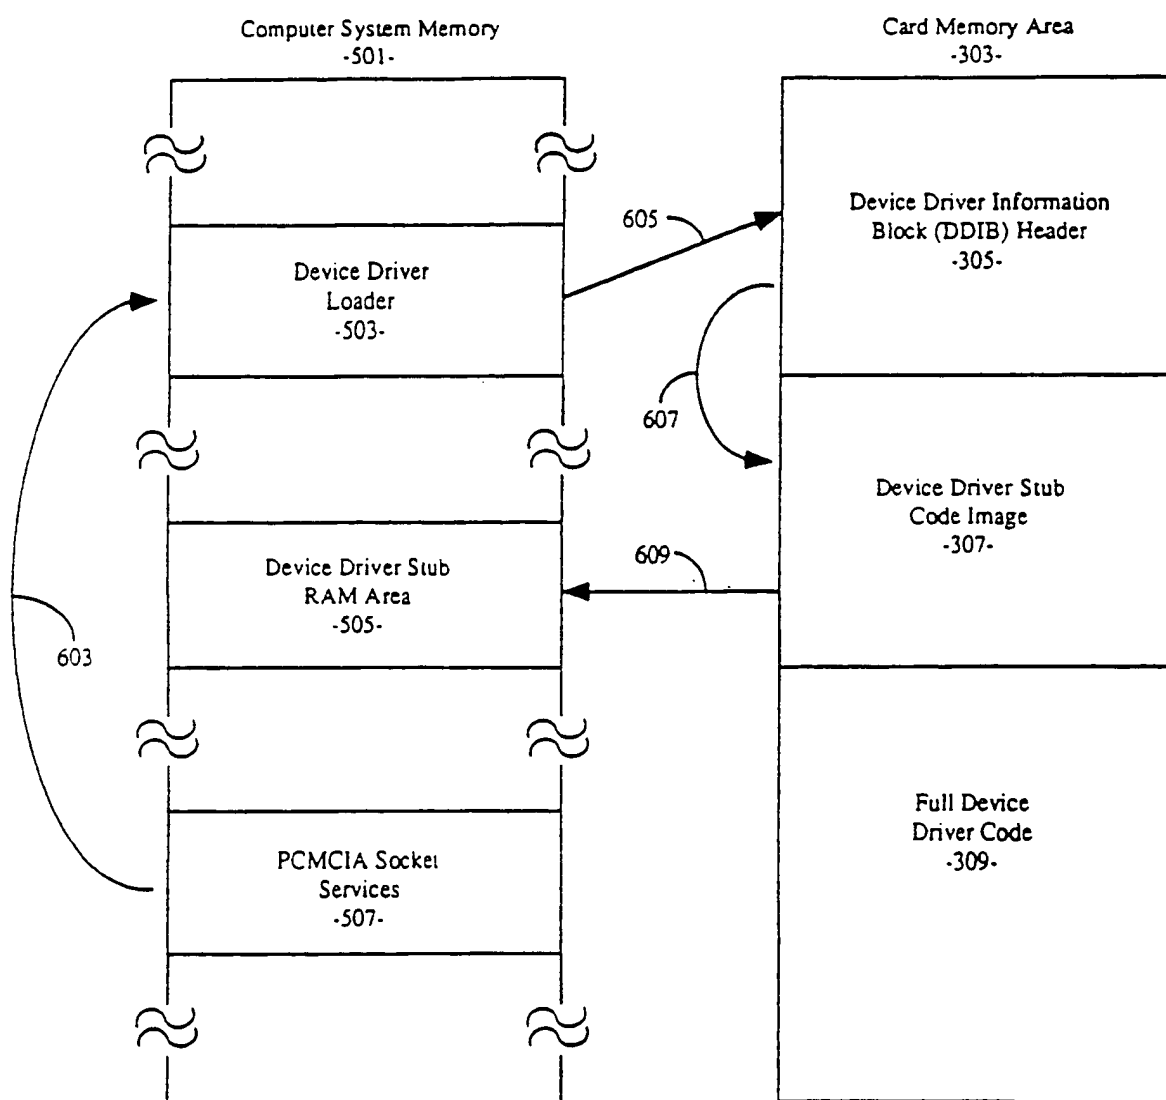 Computer System Memory
-501-
Card Memory Area
-303-
Device Driver Information
Block (DDIB) Header
-305-
605
Device Driver
Loader
-503-
607
Device Driver Stub
Code Image
-307-
609
Device Driver Stub
RAM Area
-505-
603
Full Device
Driver Code
-309-
PCMCIA Socket
Services
-507-